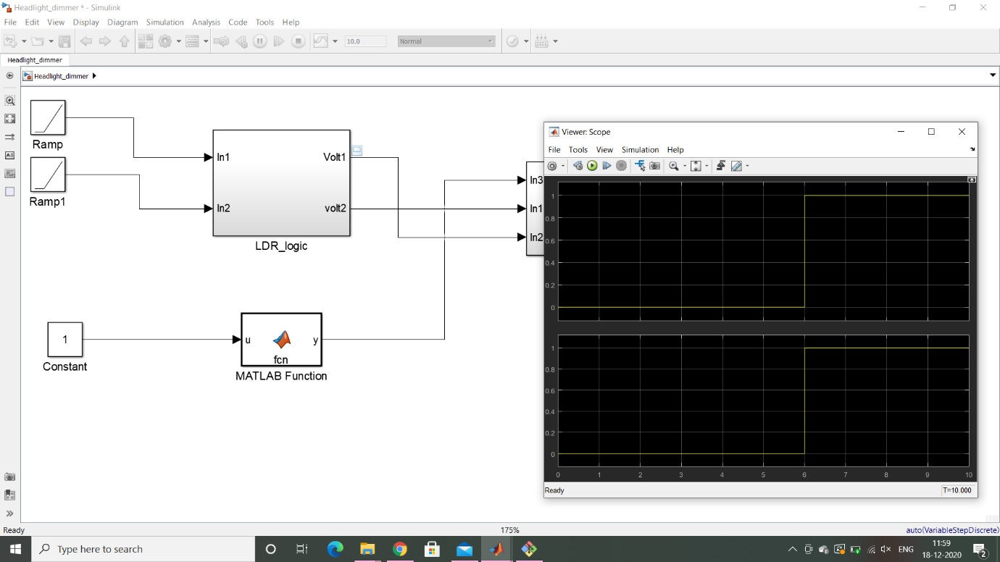 Headlight_dimmer * - Simulink
File Edit View Display Diagram Simulation Analysis Code Tools Help
10.0 Normal
Headlight_dimmer
Headlight_dimmer
Ramp
Ramp1
In1 Volt1
In2 volt2
LDR_logic
In3
In1
In2
1
Constant
u y
fcn
MATLAB Function
Viewer: Scope
File Tools View Simulation Help
1
0.8
0.6
0.4
0.2
0
1
0.8
0.6
0.4
0.2
0
0 1 2 3 4 5 6 7 8 9 10
Ready T=10.000
Ready 175% auto(VariableStepDiscrete)
Type here to search
ENG
11:59
18-12-2020
2